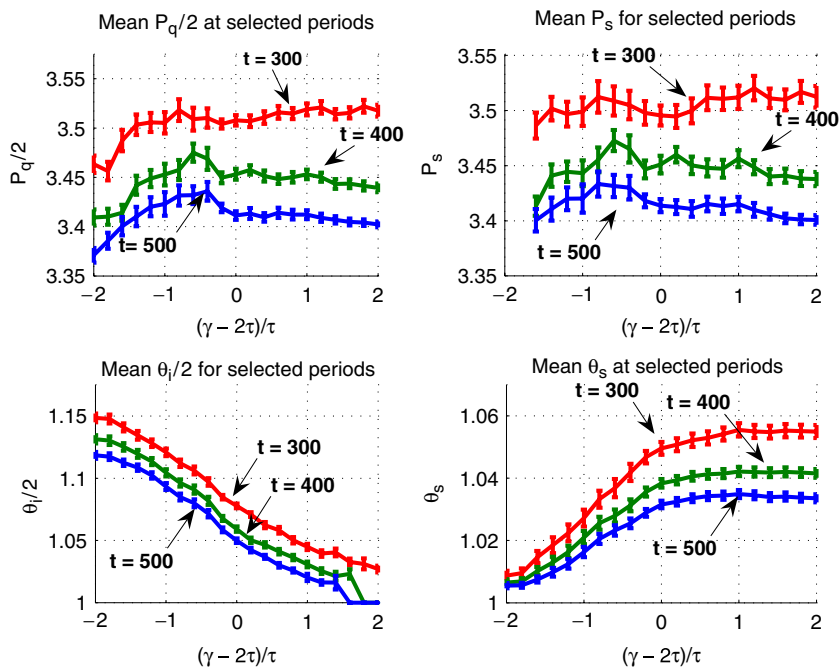 Mean P_q/2 at selected periods
3.55
3.5
3.45
3.4
3.35
P_q/2
t = 300
t = 400
t= 500
−2
−1
0
1
2
(γ − 2τ)/τ
Mean P_s for selected periods
3.55
3.5
3.45
3.4
3.35
P_s
t = 300
t = 400
t = 500
−2
−1
0
1
2
(γ − 2τ)/τ
Mean θ_i/2 for selected periods
1.15
1.1
1.05
1
θ_i/2
t = 300
t = 400
t = 500
−2
−1
0
1
2
(γ − 2τ)/τ
Mean θ_s at selected periods
1.06
1.04
1.02
1
θ_s
t = 300
t = 400
t = 500
−2
−1
0
1
2
(γ − 2τ)/τ